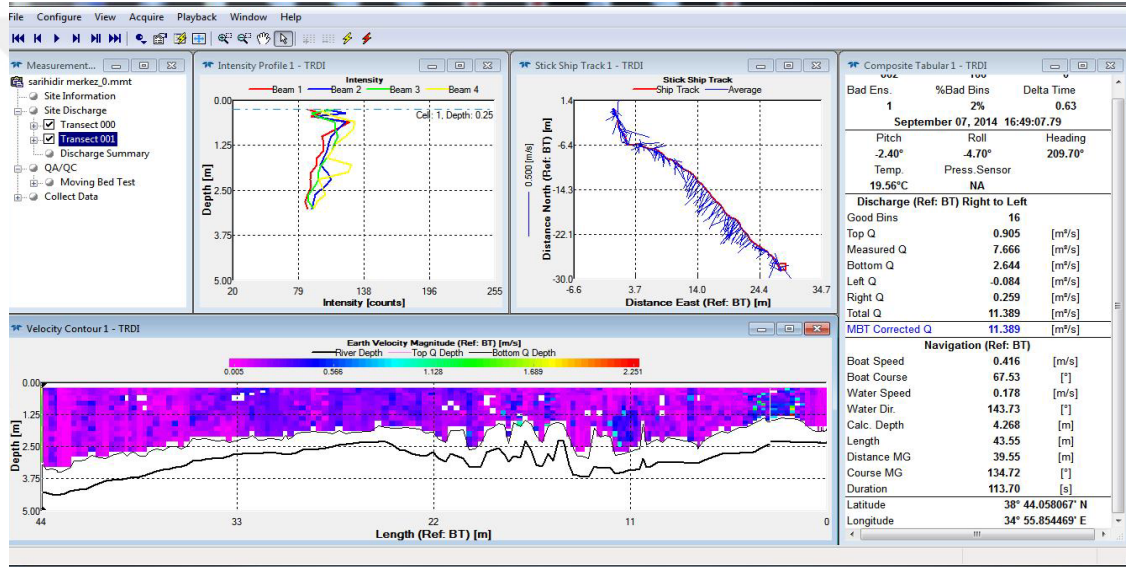 File Configure View Acquire Playback Window Help
Measurement...
sarihidir merkez_0.mmt
Site Information
Site Discharge
Transect 000
Transect 001
Discharge Summary
QA/QC
Moving Bed Test
Collect Data
Intensity Profile 1 - TRDI
Intensity
Beam 1 Beam 2 Beam 3 Beam 4
Cell: 1, Depth: 0.25
0.00
1.25
2.50
3.75
5.00
Depth [m]
20 79 138 196 255
Intensity [counts]
Stick Ship Track 1 - TRDI
Stick Ship Track
Ship Track Average
0.500 [m/s]
Distance North (Ref: BT) [m]
1.4
-6.4
-14.3
-22.1
-30.0
-6.6 3.7 14.0 24.4 34.7
Distance East (Ref: BT) [m]
Composite Tabular 1 - TRDI
Bad Ens. %Bad Bins Delta Time
1 2% 0.63
September 07, 2014 16:49:07.79
Pitch Roll Heading
-2.40° -4.70° 209.70°
Temp. Press.Sensor
19.56°C NA
Discharge (Ref: BT) Right to Left
Good Bins 16
Top Q 0.905 [m³/s]
Measured Q 7.666 [m³/s]
Bottom Q 2.644 [m³/s]
Left Q -0.084 [m³/s]
Right Q 0.259 [m³/s]
Total Q 11.389 [m³/s]
MBT Corrected Q 11.389 [m³/s]
Navigation (Ref: BT)
Boat Speed 0.416 [m/s]
Boat Course 67.53 [°]
Water Speed 0.178 [m/s]
Water Dir. 143.73 [°]
Calc. Depth 4.268 [m]
Length 43.55 [m]
Distance MG 39.55 [m]
Course MG 134.72 [°]
Duration 113.70 [s]
Latitude 38° 44.058067' N
Longitude 34° 55.854469' E
Velocity Contour 1 - TRDI
Earth Velocity Magnitude (Ref: BT) [m/s]
River Depth Top Q Depth Bottom Q Depth
0.005 0.566 1.128 1.689 2.251
0.00
1.25
2.50
3.75
5.00
Depth [m]
44 33 22 11 0
Length (Ref: BT) [m]